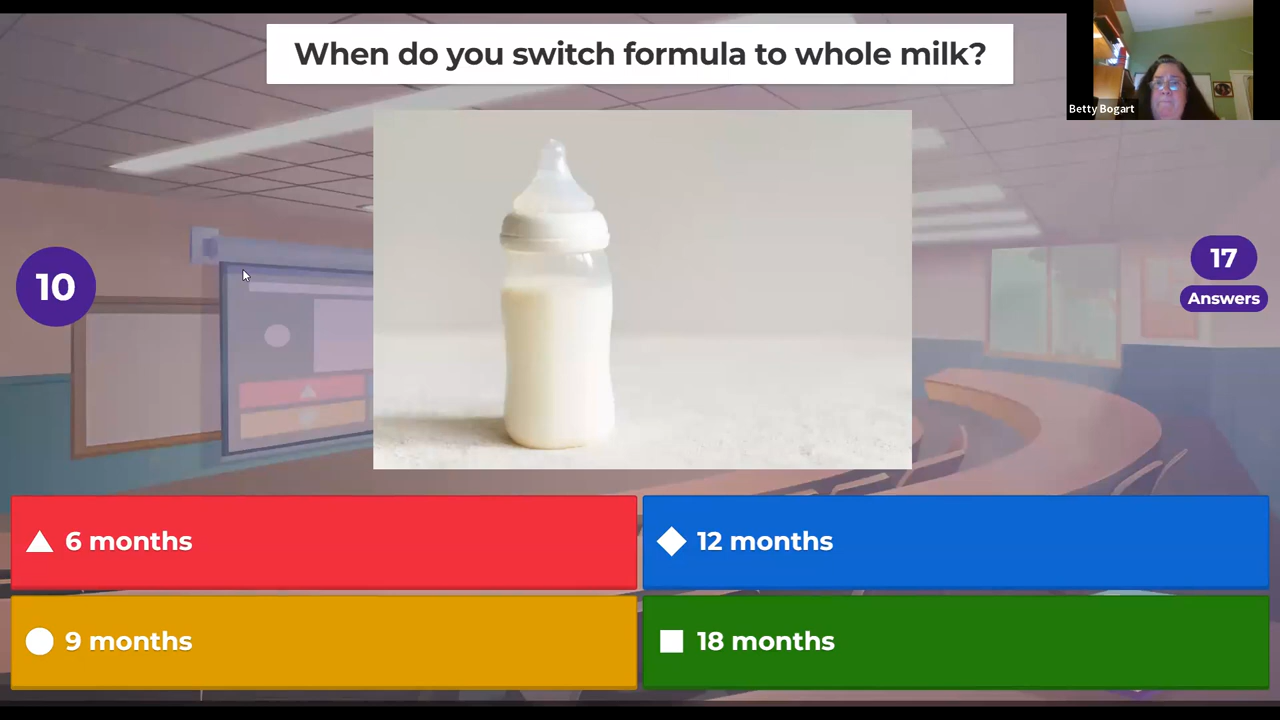 When do you switch formula to whole milk?
Betty Bogart
10
17
Answers
6 months
12 months
9 months
18 months